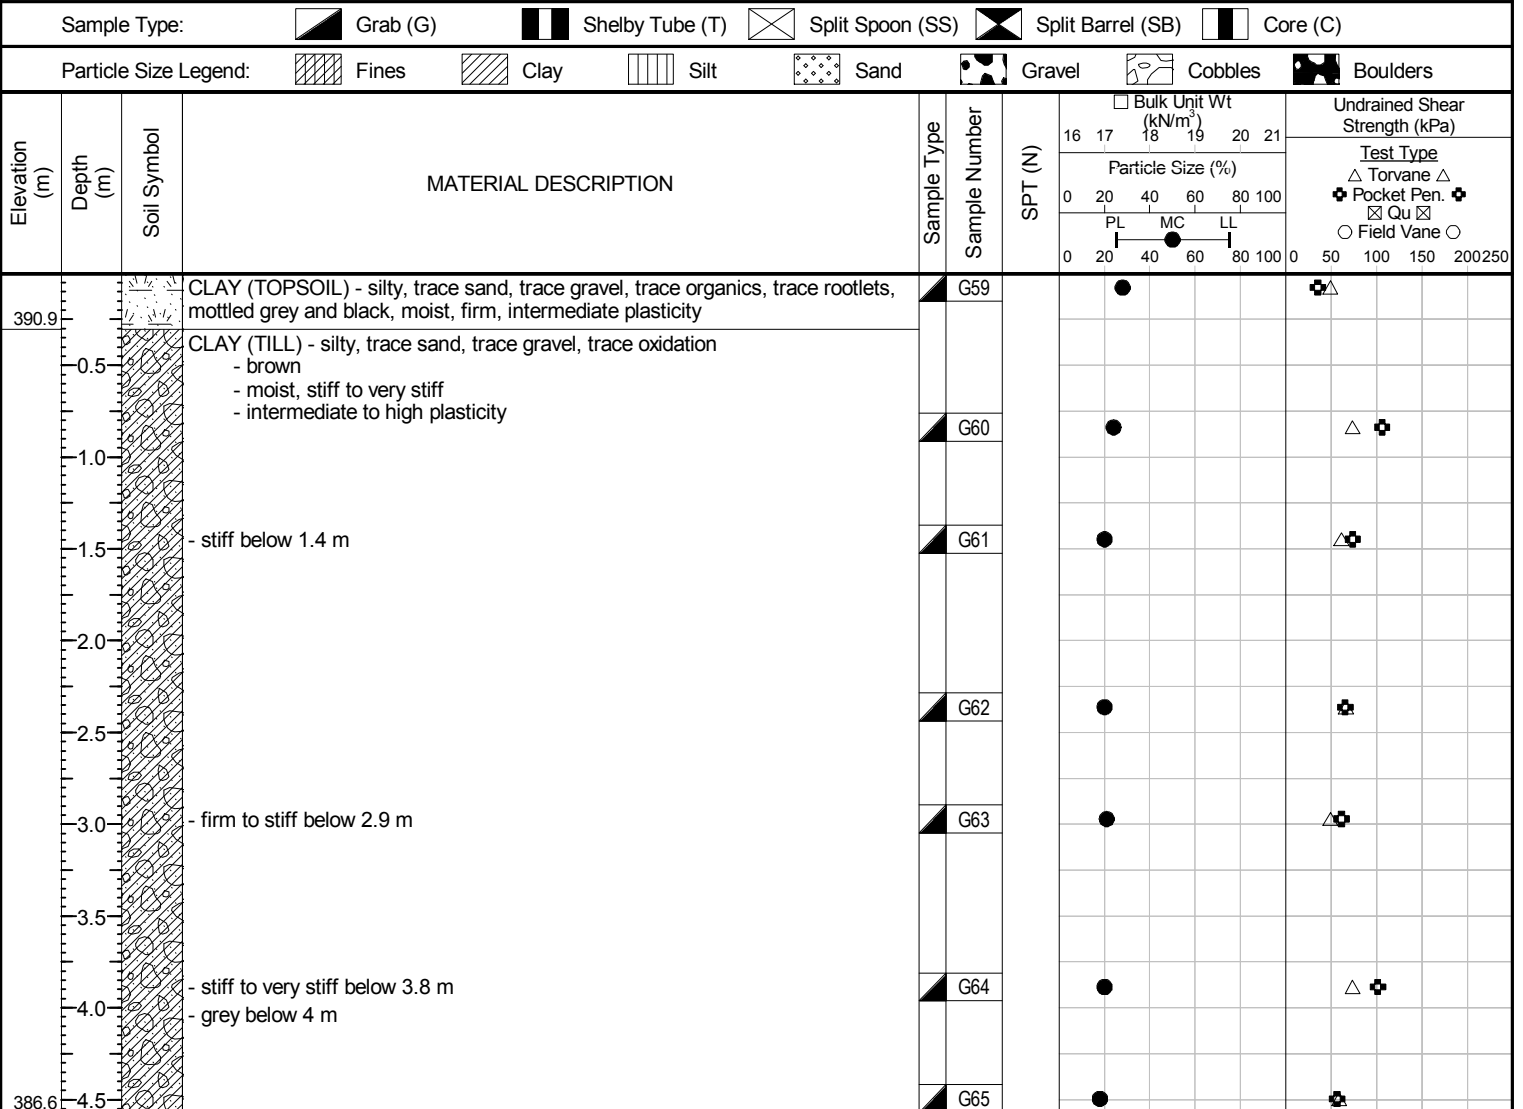 Sample Type: Grab (G) Shelby Tube (T) Split Spoon (SS) Split Barrel (SB) Core (C)
Particle Size Legend: Fines Clay Silt Sand Gravel Cobbles Boulders
Elevation (m)
Depth (m)
Soil Symbol
MATERIAL DESCRIPTION
Sample Type
Sample Number
SPT (N)
Bulk Unit Wt
(kN/m3)
16 17 18 19 20 21
Particle Size (%)
0 20 40 60 80 100
PL MC LL
0 20 40 60 80 100
Undrained Shear
Strength (kPa)
Test Type
Torvane
Pocket Pen.
Qu
Field Vane
0 50 100 150 200 250
CLAY (TOPSOIL) - silty, trace sand, trace gravel, trace organics, trace rootlets,
mottled grey and black, moist, firm, intermediate plasticity
G59
390.9
CLAY (TILL) - silty, trace sand, trace gravel, trace oxidation
-0.5
- brown
- moist, stiff to very stiff
- intermediate to high plasticity
G60
-1.0
- stiff below 1.4 m
G61
-1.5
-2.0
G62
-2.5
- firm to stiff below 2.9 m
G63
-3.0
-3.5
- stiff to very stiff below 3.8 m
G64
-4.0
- grey below 4 m
386.6
-4.5
G65